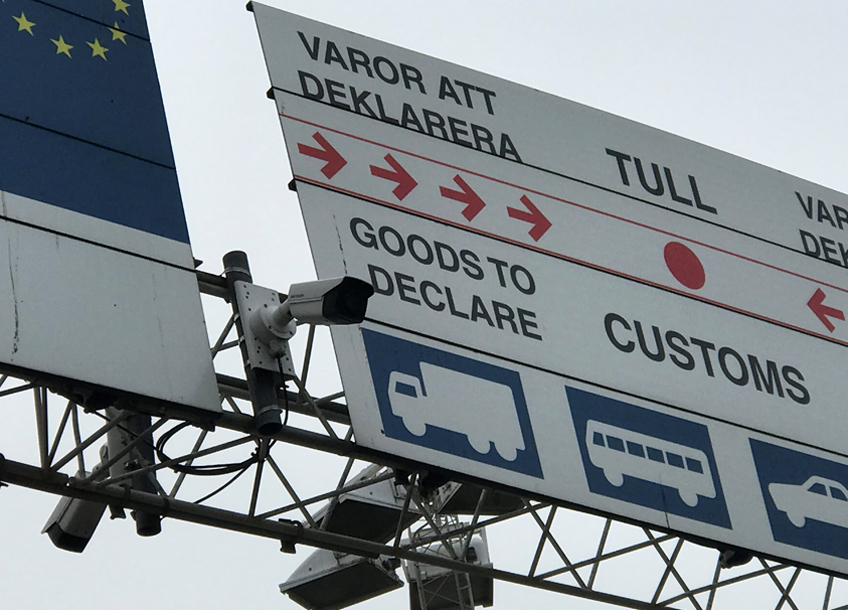 VAROR ATT
DEKLARERA
TULL
GOODS TO
DECLARE
CUSTOMS